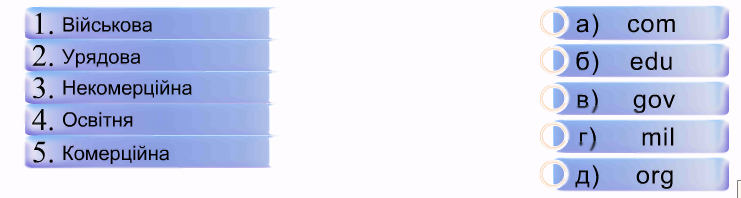 1. Військова
2. Урядова
3. Некомерційна
4. Освітня
5. Комерційна
а) com
б) edu
в) gov
г) mil
д) org